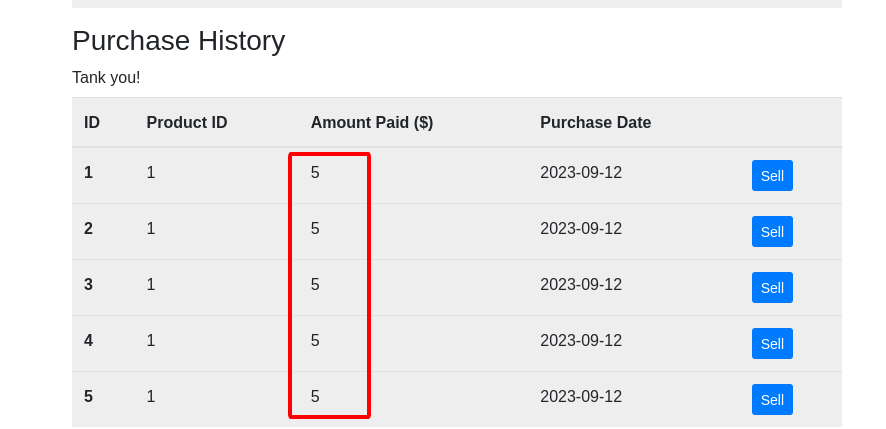 Purchase History
Tank you!
ID Product ID Amount Paid ($) Purchase Date
1 1 5 2023-09-12 Sell
2 1 5 2023-09-12 Sell
3 1 5 2023-09-12 Sell
4 1 5 2023-09-12 Sell
5 1 5 2023-09-12 Sell